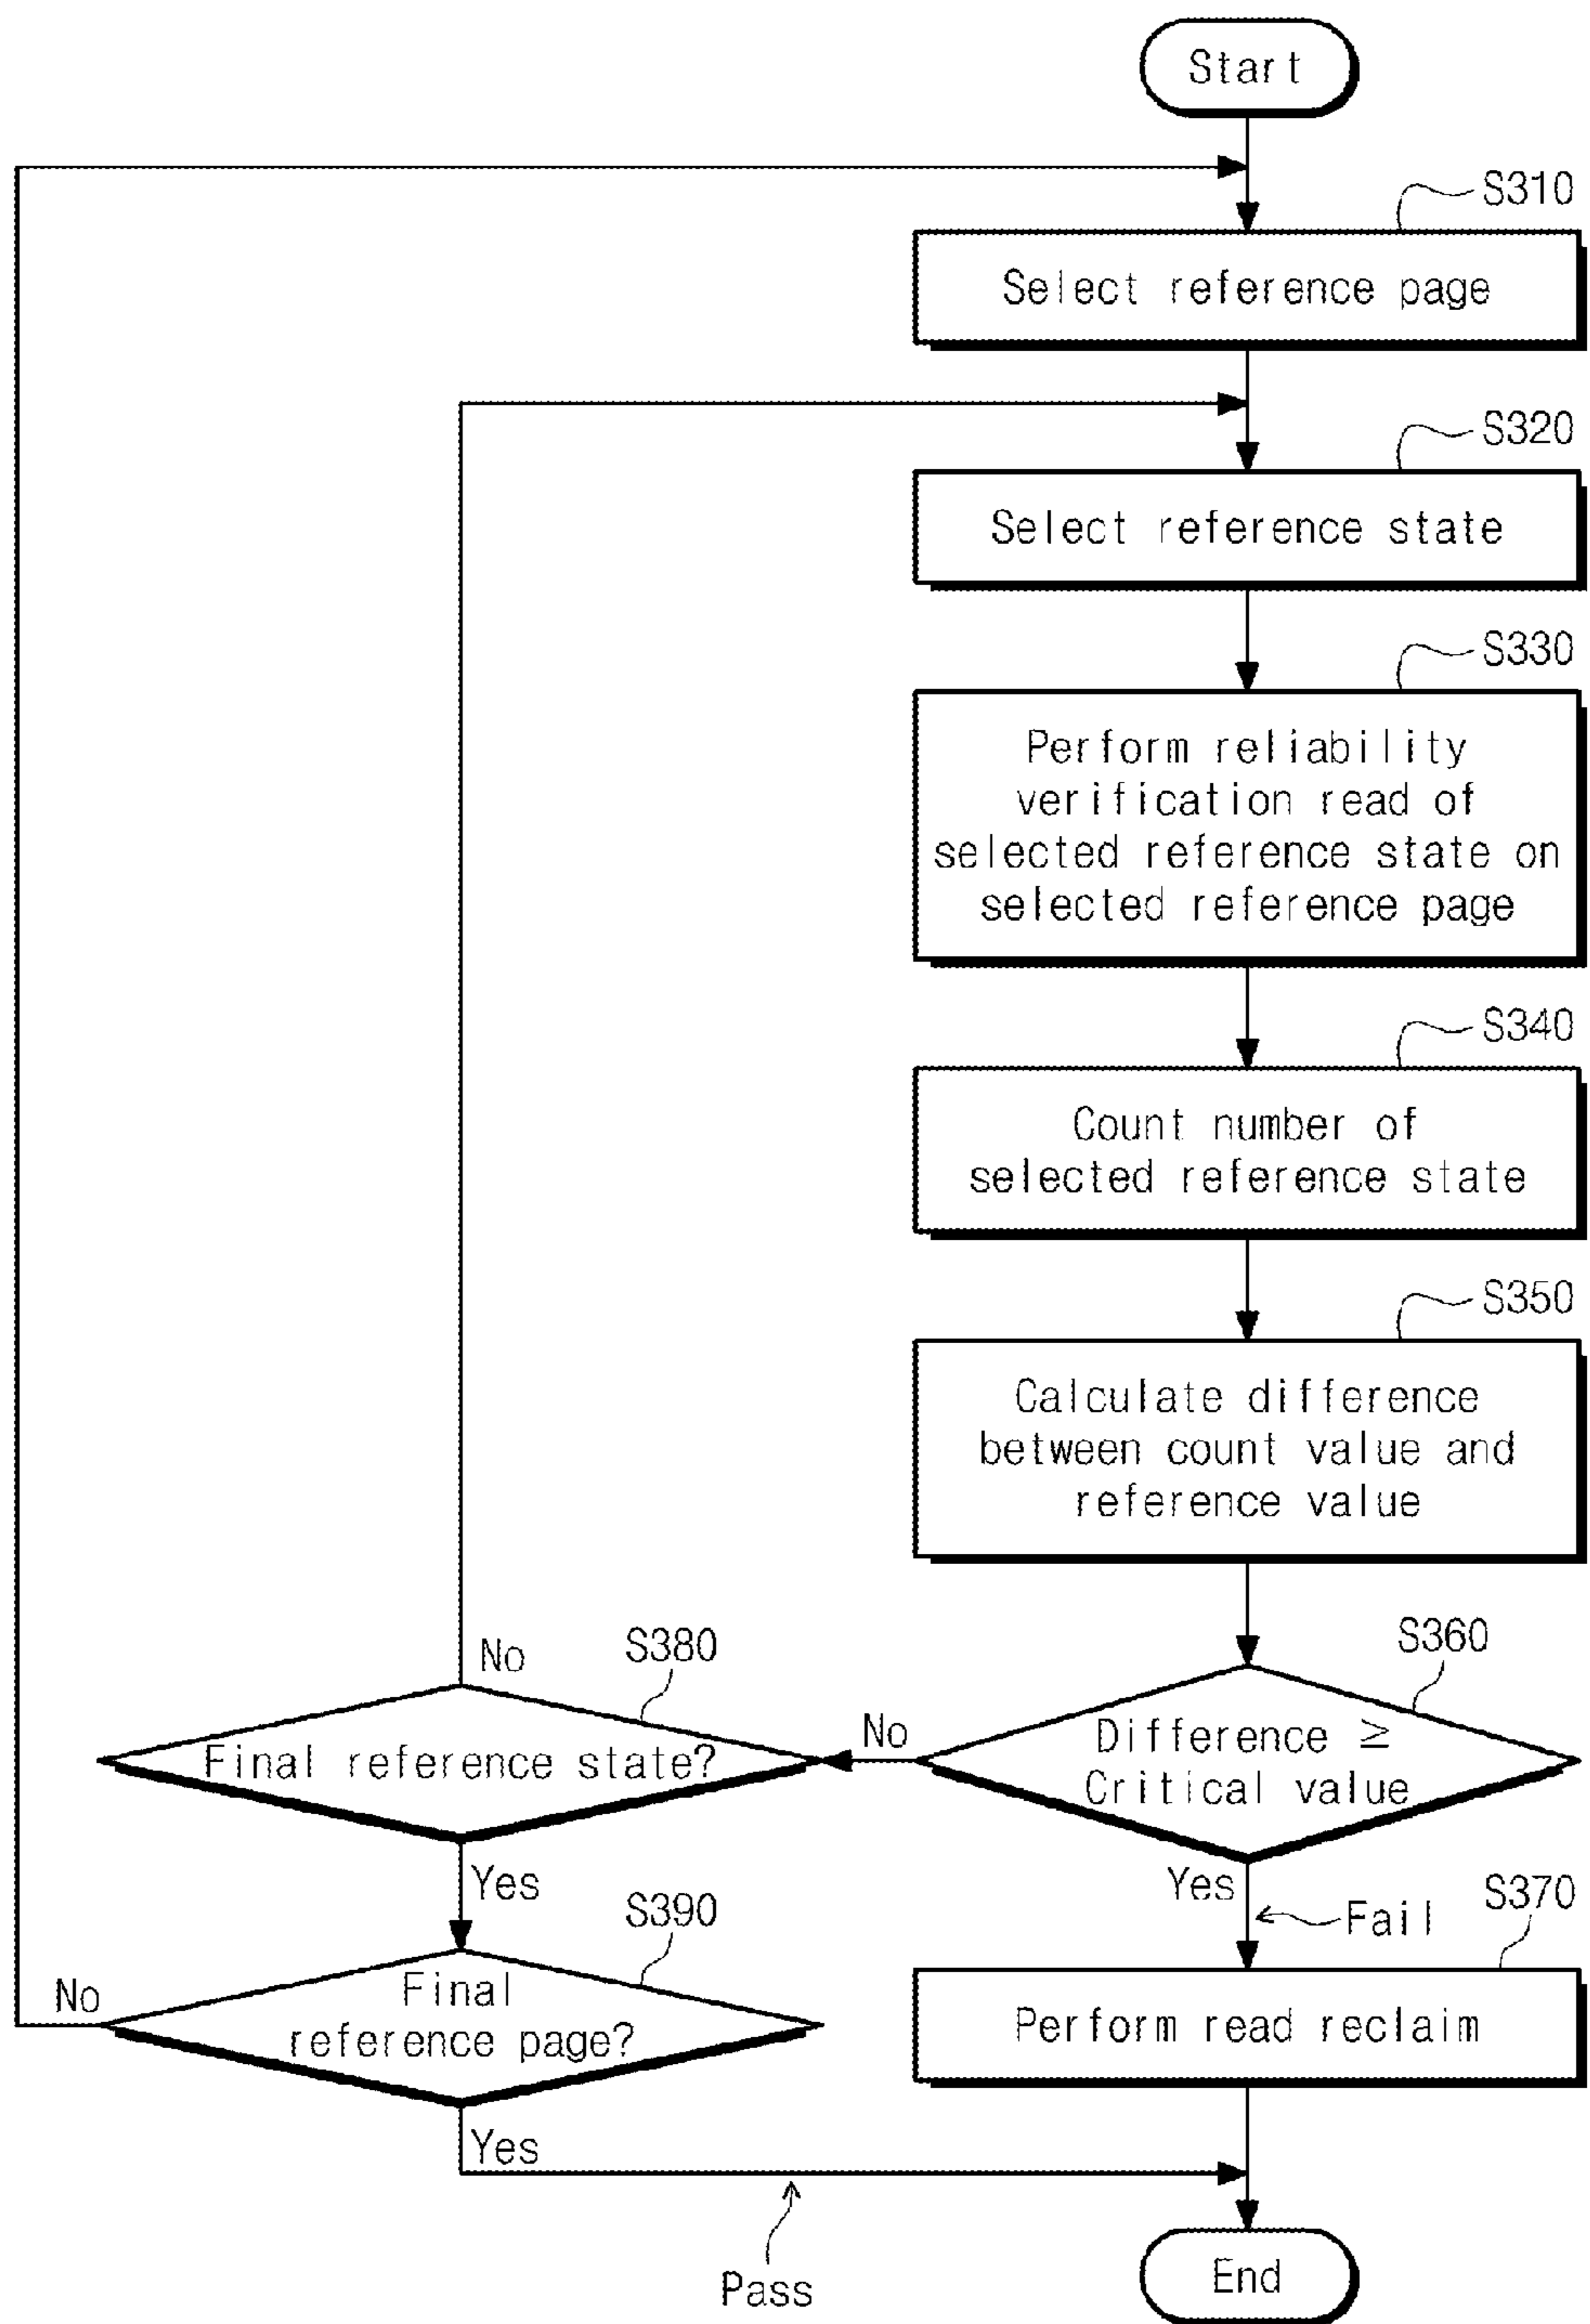 Start
S310
Select reference page
S320
Select reference state
S330
Perform reliability
verification read of
selected reference state on
selected reference page
S340
Count number of
selected reference state
S350
Calculate difference
between count value and
reference value
S360
Difference ≥
Critical value
No
S380
Final reference state?
No
Yes
Yes
Fail
S370
Perform read reclaim
S390
Final
reference page?
No
Yes
Pass
End